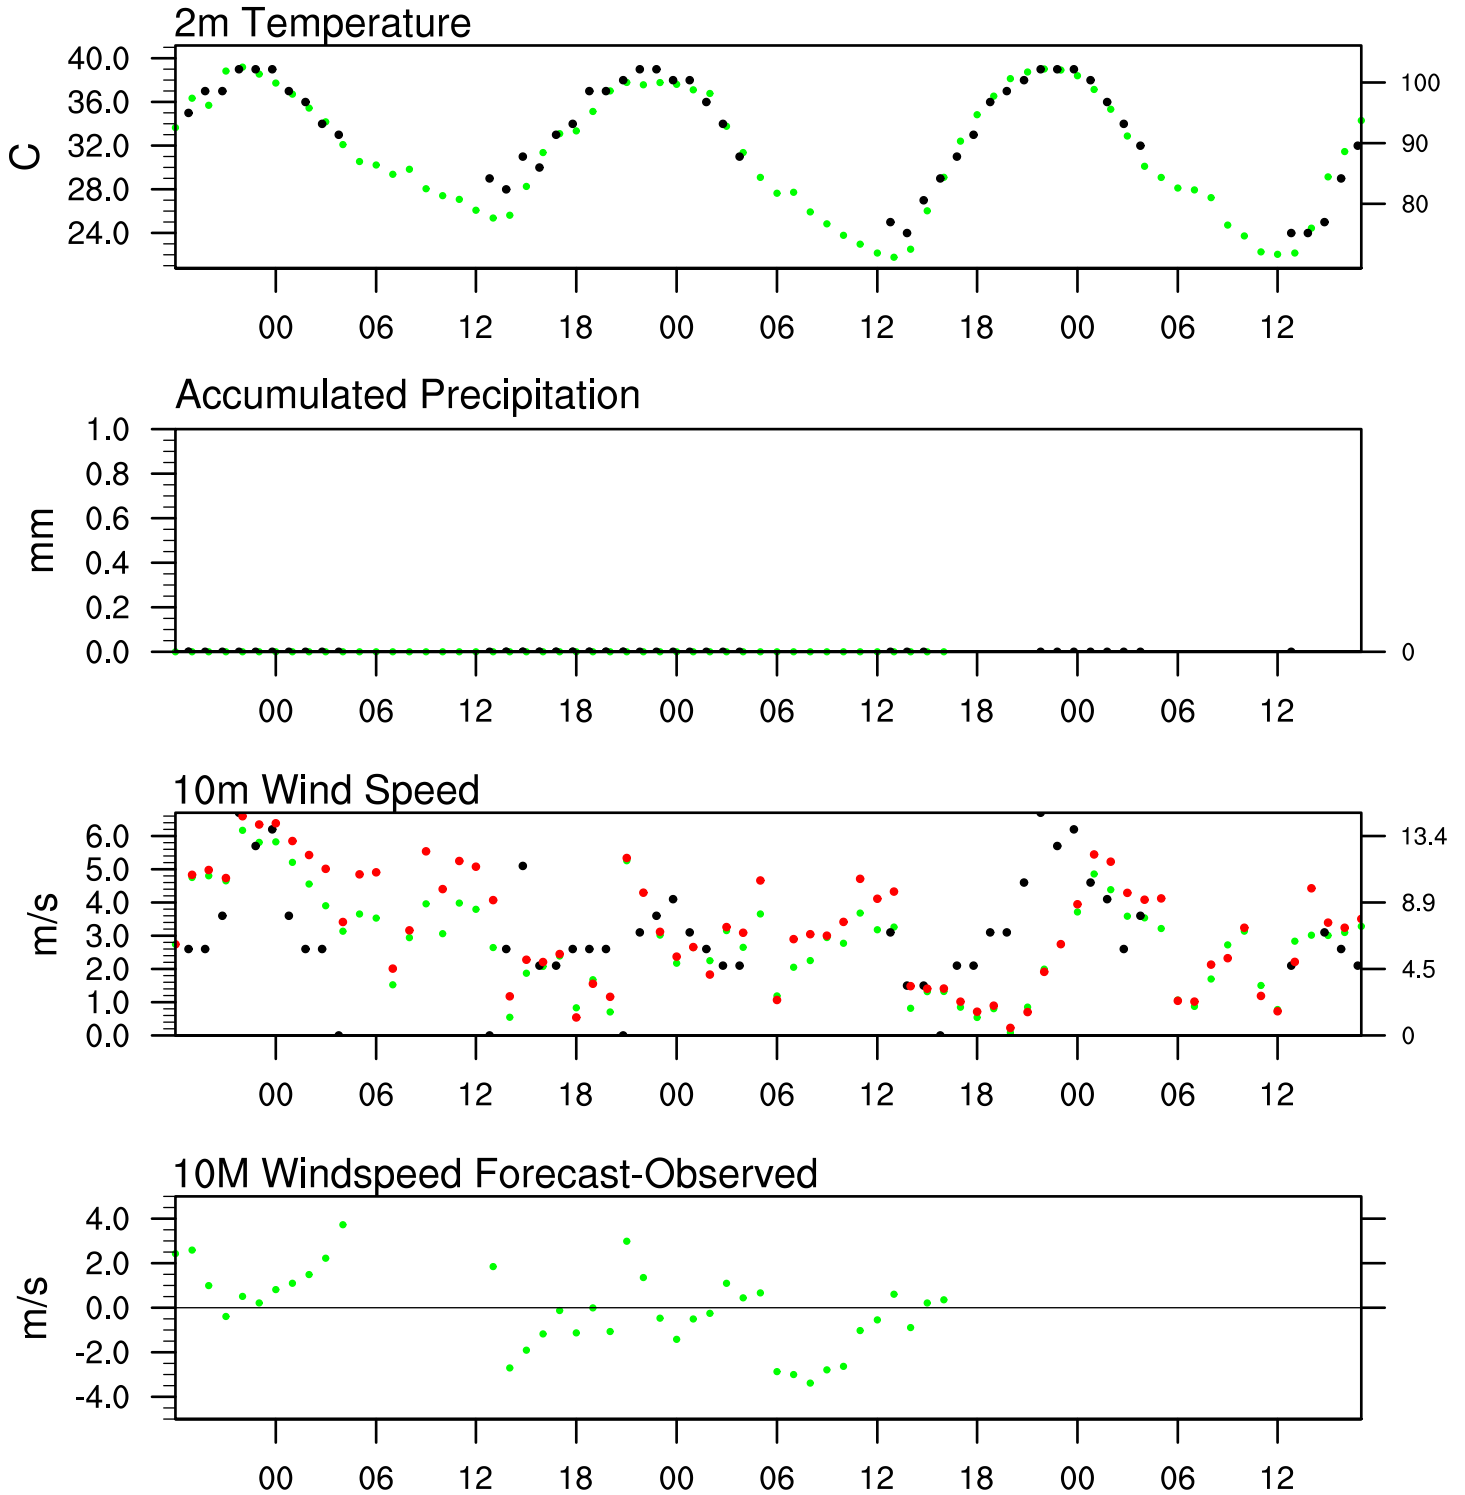 2m Temperature
40.0
36.0
32.0
28.0
24.0
C
100
90
80
00 06 12 18 00 06 12 18 00 06 12
Accumulated Precipitation
1.0
0.8
0.6
0.4
0.2
0.0
mm
0
00 06 12 18 00 06 12 18 00 06 12
10m Wind Speed
6.0
5.0
4.0
3.0
2.0
1.0
0.0
m/s
13.4
8.9
4.5
0
00 06 12 18 00 06 12 18 00 06 12
10M Windspeed Forecast-Observed
4.0
2.0
0.0
-2.0
-4.0
m/s
00 06 12 18 00 06 12 18 00 06 12